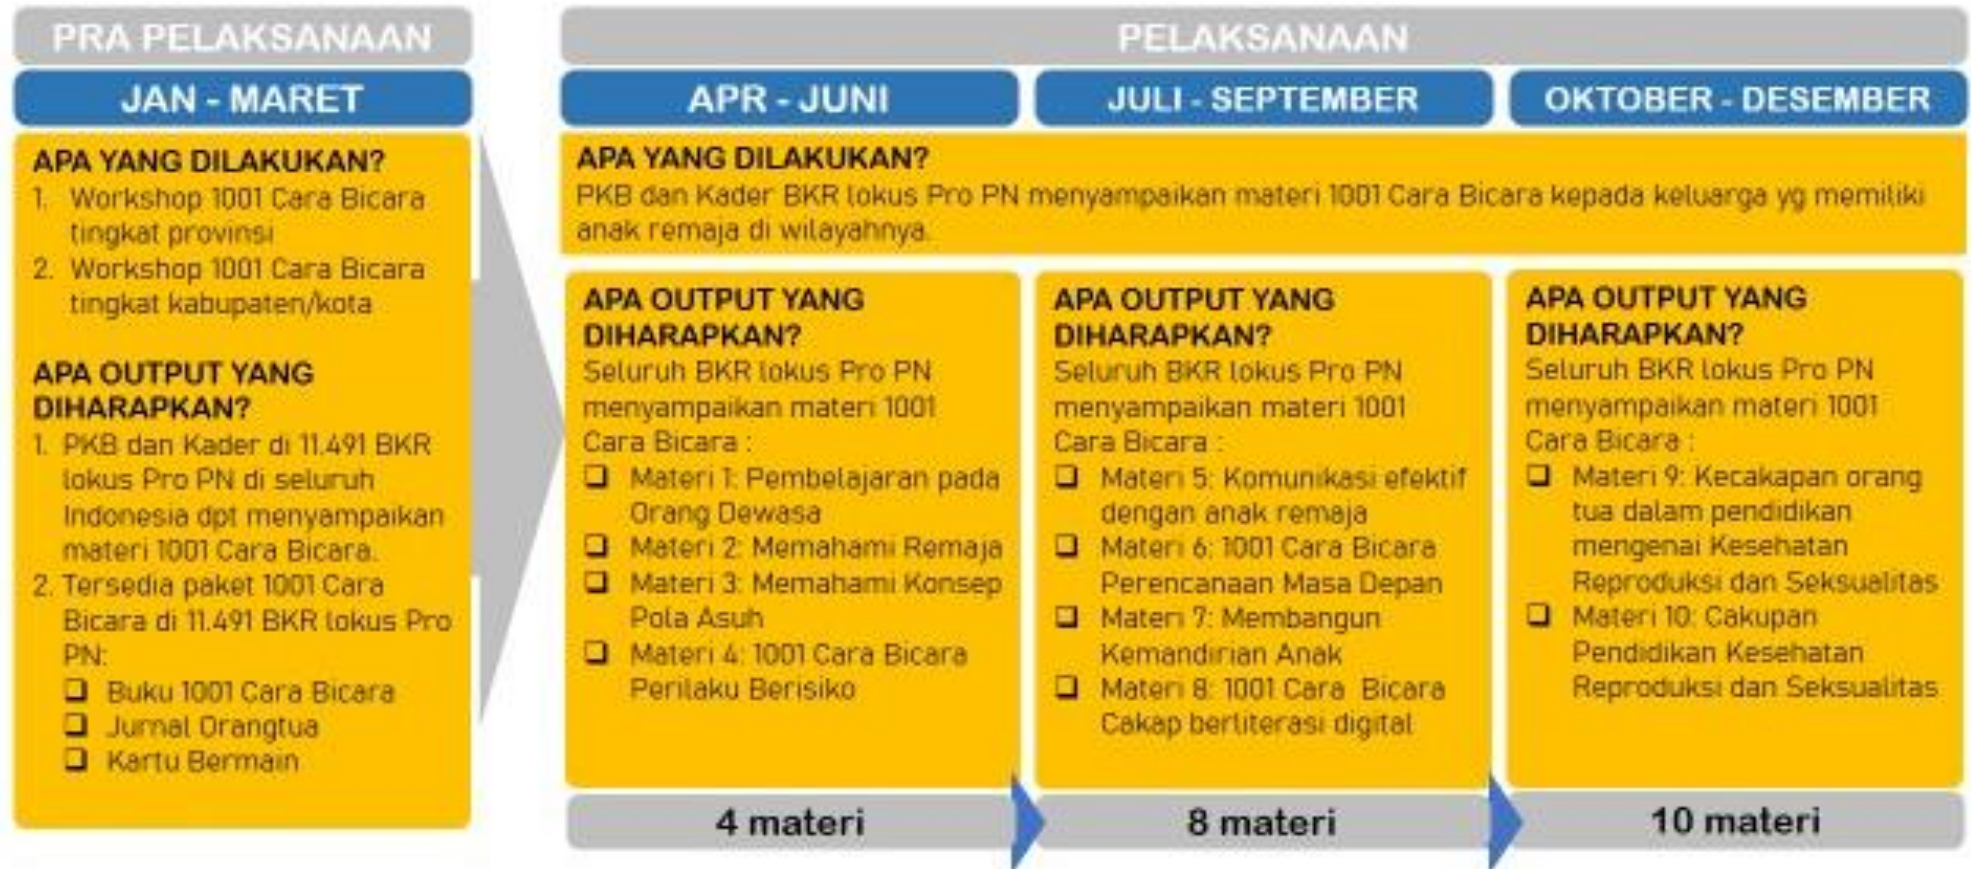 PRA PELAKSANAAN
JAN - MARET
APA YANG DILAKUKAN?
1. Workshop 1001 Cara Bicara
tingkat provinsi
2. Workshop 1001 Cara Bicara
tingkat kabupaten/kota
APA OUTPUT YANG
DIHARAPKAN?
1. PKB dan Kader di 11.491 BKR
lokus Pro PN di seluruh
Indonesia dpt menyampaikan
materi 1001 Cara Bicara.
2. Tersedia paket 1001 Cara
Bicara di 11.491 BKR lokus Pro
PN:
❑ Buku 1001 Cara Bicara
❑ Jurnal Orangtua
❑ Kartu Bermain
PELAKSANAAN
APR - JUNI
JULI - SEPTEMBER
OKTOBER - DESEMBER
APA YANG DILAKUKAN?
PKB dan Kader BKR lokus Pro PN menyampaikan materi 1001 Cara Bicara kepada keluarga yg memiliki
anak remaja di wilayahnya.
APA OUTPUT YANG
DIHARAPKAN?
Seluruh BKR lokus Pro PN
menyampaikan materi 1001
Cara Bicara :
❑ Materi 1: Pembelajaran pada
Orang Dewasa
❑ Materi 2: Memahami Remaja
❑ Materi 3: Memahami Konsep
Pola Asuh
❑ Materi 4: 1001 Cara Bicara
Perilaku Berisiko
4 materi
APA OUTPUT YANG
DIHARAPKAN?
Seluruh BKR lokus Pro PN
menyampaikan materi 1001
Cara Bicara :
❑ Materi 5: Komunikasi efektif
dengan anak remaja
❑ Materi 6: 1001 Cara Bicara
Perencanaan Masa Depan
❑ Materi 7: Membangun
Kemandirian Anak
❑ Materi 8: 1001 Cara Bicara
Cakap berliterasi digital
8 materi
APA OUTPUT YANG
DIHARAPKAN?
Seluruh BKR lokus Pro PN
menyampaikan materi 1001
Cara Bicara :
❑ Materi 9: Kecakapan orang
tua dalam pendidikan
mengenai Kesehatan
Reproduksi dan Seksualitas
❑ Materi 10: Cakupan
Pendidikan Kesehatan
Reproduksi dan Seksualitas
10 materi